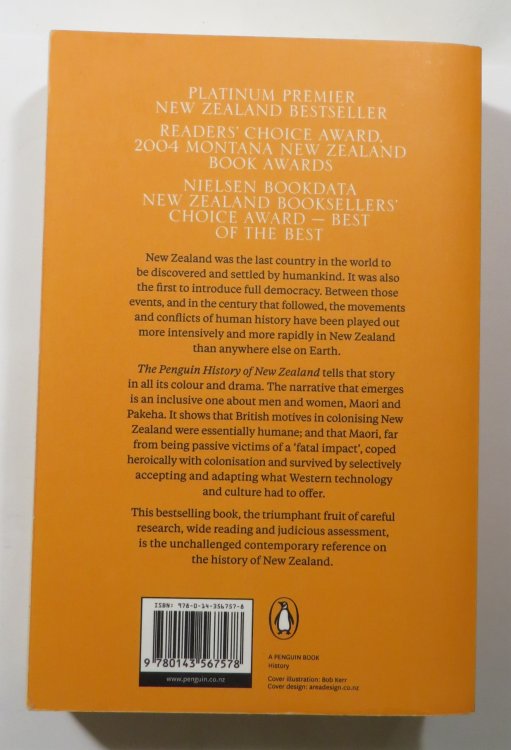 PLATINUM PREMIER
NEW ZEALAND BESTSELLER
READERS' CHOICE AWARD,
2004 MONTANA NEW ZEALAND
BOOK AWARDS
NIELSEN BOOKDATA
NEW ZEALAND BOOKSELLERS'
CHOICE AWARD – BEST
OF THE BEST
New Zealand was the last country in the world to
be discovered and settled by humankind. It was also
the first to introduce full democracy. Between those
events, and in the century that followed, the movements
and conflicts of human history have been played out
more intensively and more rapidly in New Zealand
than anywhere else on Earth.
The Penguin History of New Zealand tells that story
in all its colour and drama. The narrative that emerges
is an inclusive one about men and women, Maori and
Pakeha. It shows that British motives in colonising New
Zealand were essentially humane; and that Maori, far
from being passive victims of a 'fatal impact', coped
heroically with colonisation and survived by selectively
accepting and adapting what Western technology
and culture had to offer.
This bestselling book, the triumphant fruit of careful
research, wide reading and judicious assessment,
is the unchallenged contemporary reference on
the history of New Zealand.
ISBN: 978-0-14-356757-8
9 780143 567578
www.penguin.co.nz
A PENGUIN BOOK
History
Cover illustration: Bob Kerr
Cover design: areadesign.co.nz